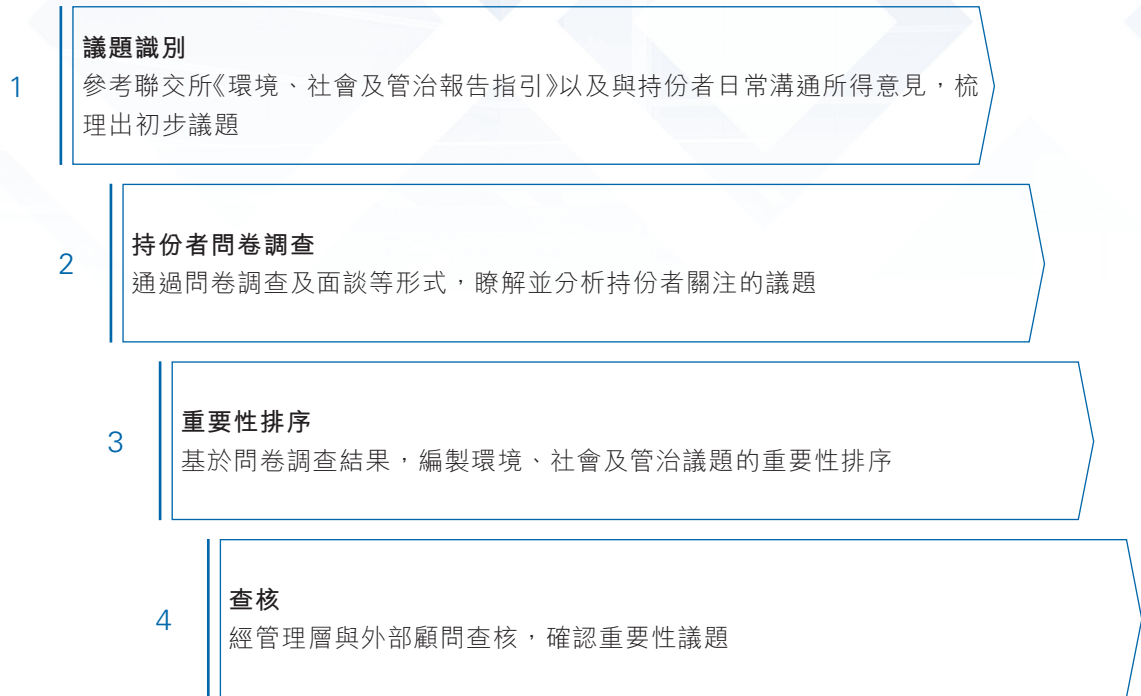 1
議題識別
參考聯交所《環境、社會及管治報告指引》以及與持份者日常溝通所得意見，梳
理出初步議題
2
持份者問卷調查
通過問卷調查及面談等形式，瞭解並分析持份者關注的議題
3
重要性排序
基於問卷調查結果，編製環境、社會及管治議題的重要性排序
4
查核
經管理層與外部顧問查核，確認重要性議題